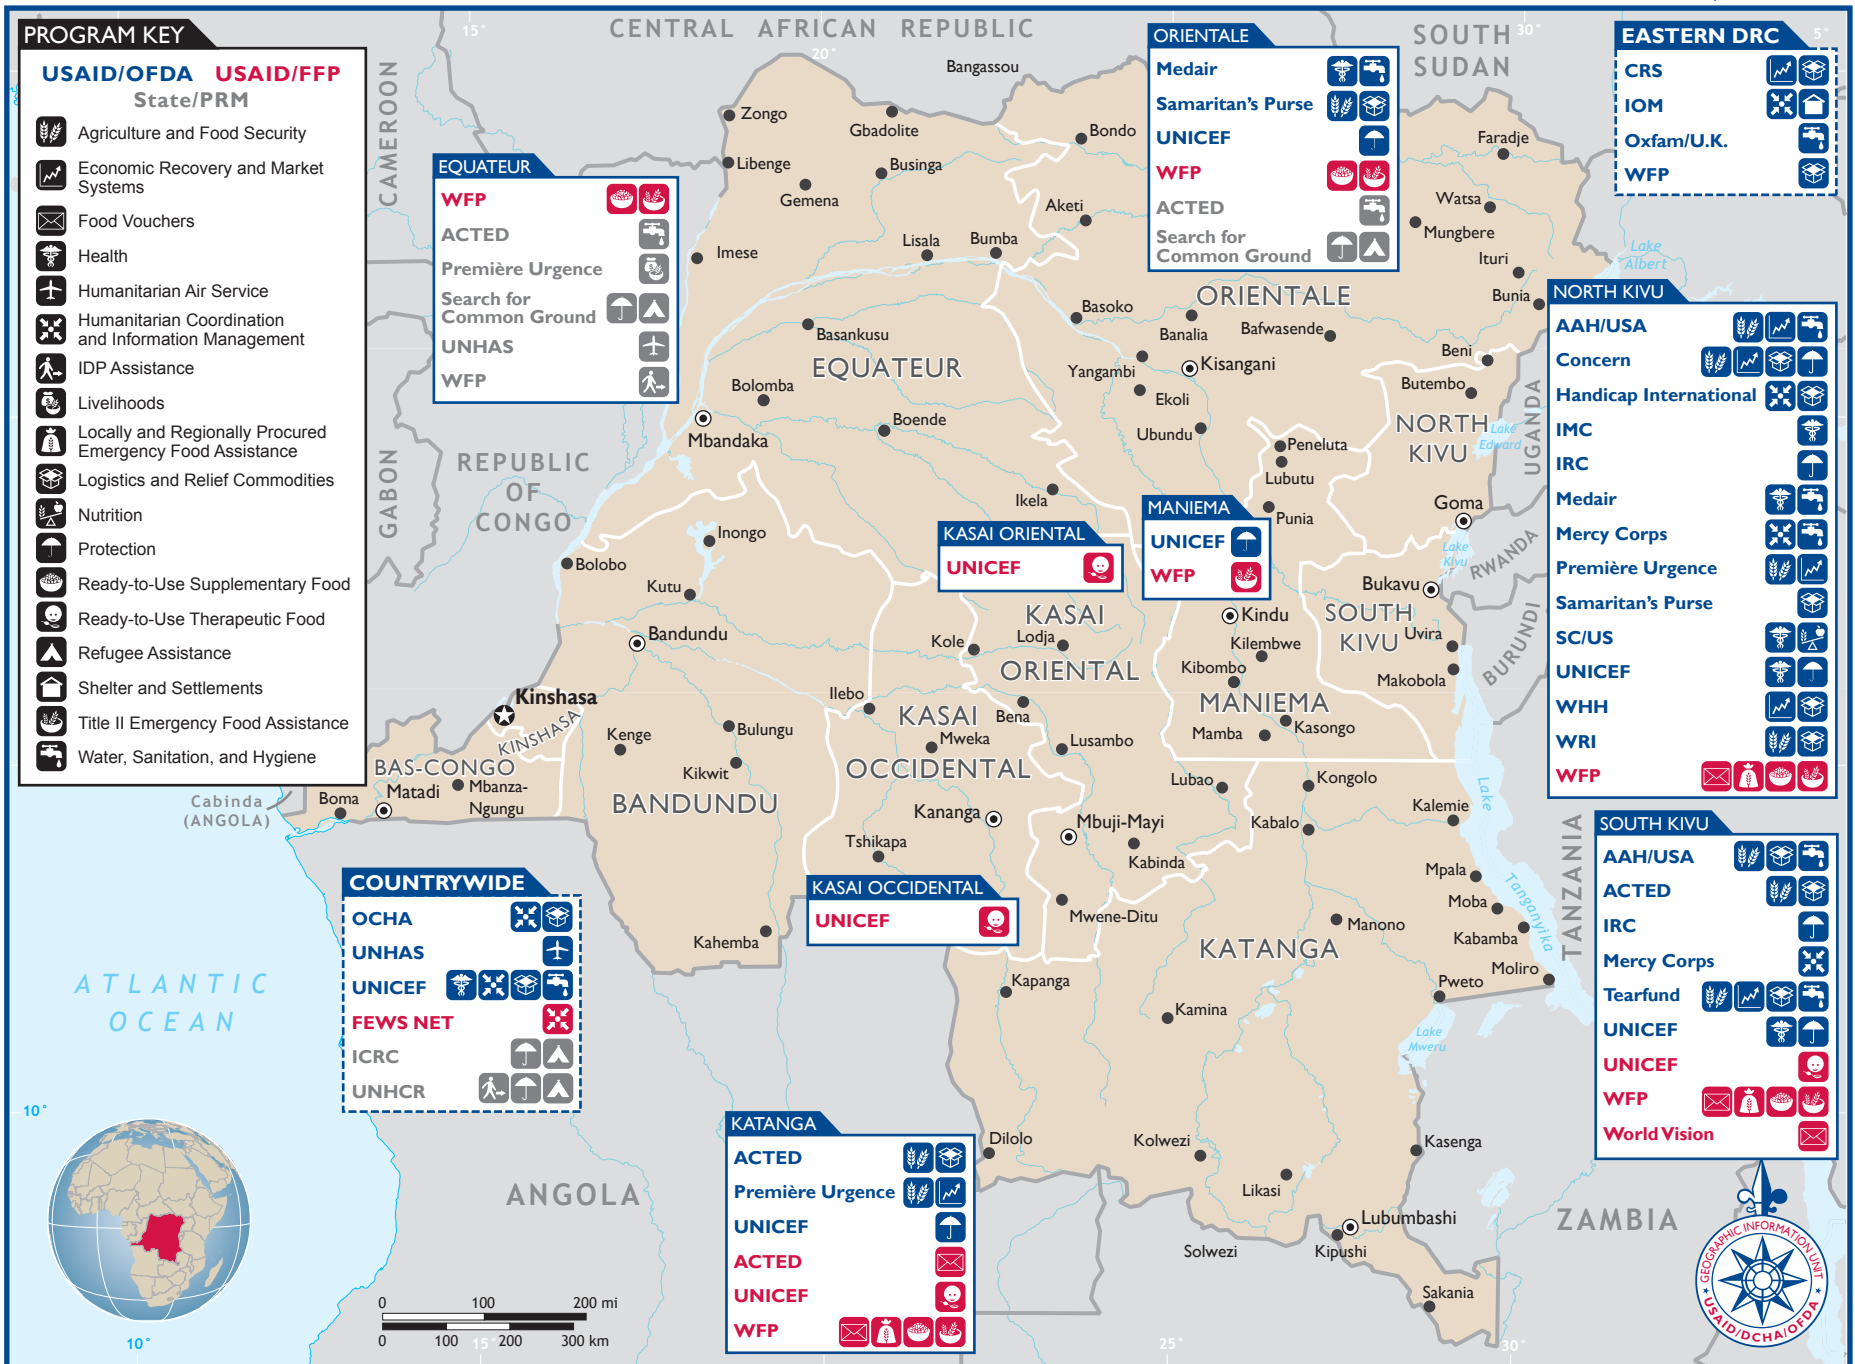 PROGRAM KEY
USAID/OFDA USAID/FFP
State/PRM
Agriculture and Food Security
Economic Recovery and Market
Systems
Food Vouchers
Health
Humanitarian Air Service
Humanitarian Coordination
and Information Management
IDP Assistance
Livelihoods
Locally and Regionally Procured
Emergency Food Assistance
Logistics and Relief Commodities
Nutrition
Protection
Ready-to-Use Supplementary Food
Ready-to-Use Therapeutic Food
Refugee Assistance
Shelter and Settlements
Title II Emergency Food Assistance
Water, Sanitation, and Hygiene
EQUATEUR
WFP
ACTED
Première Urgence
Search for
Common Ground
UNHAS
WFP
ORIENTALE
Medair
Samaritan's Purse
UNICEF
WFP
ACTED
Search for
Common Ground
EASTERN DRC
CRS
IOM
Oxfam/U.K.
WFP
NORTH KIVU
AAH/USA
Concern
Handicap International
IMC
IRC
Medair
Mercy Corps
Première Urgence
Samaritan's Purse
SC/US
UNICEF
WHH
WRI
WFP
SOUTH KIVU
AAH/USA
ACTED
IRC
Mercy Corps
Tearfund
UNICEF
UNICEF
WFP
World Vision
KASAI ORIENTAL
UNICEF
MANIEMA
UNICEF
WFP
KASAI OCCIDENTAL
UNICEF
COUNTRYWIDE
OCHA
UNHAS
UNICEF
FEWS NET
ICRC
UNHCR
KATANGA
ACTED
Première Urgence
UNICEF
ACTED
UNICEF
WFP
15°
20°
30°
5°
CENTRAL AFRICAN REPUBLIC
SOUTH
SUDAN
CAMEROON
GABON
REPUBLIC
OF
CONGO
UGANDA
RWANDA
BURUNDI
TANZANIA
ZAMBIA
ANGOLA
Cabinda
(ANGOLA)
ATLANTIC
OCEAN
Bangassou
Zongo
Gbadolite
Bondo
Faradje
Libenge
Businga
Gemena
Aketi
Watsa
Mungbere
Imese
Lisala
Bumba
Ituri
Lake
Albert
Bunia
ORIENTALE
Basoko
Banalia
Bafwasende
Basankusu
Beni
EQUATEUR
Yangambi
Kisangani
Bolomba
Butembo
Ekoli
Mbandaka
Boende
Ubundu
NORTH
KIVU
Lake
Edward
Peneluta
Lubutu
Ikela
Punia
Goma
Inongo
Lake
Kivu
Bolobo
Kutu
Bukavu
KASAI
ORIENTAL
Kindu
SOUTH
KIVU
Bandundu
Kole
Lodja
Kilembwe
Uvira
Kibombo
Makobola
Ilebo
MANIEMA
Kinshasa
KINSHASA
KASAI
OCCIDENTAL
Bena
Kenge
Bulungu
Mweka
Lusambo
Mamba
Kasongo
BAS-CONGO
Kikwit
Lubao
Kongolo
Lake
Tanganyika
Boma
Matadi
Mbanza-
Ngungu
BANDUNDU
Kananga
Mbuji-Mayi
Kabalo
Kalemie
Tshikapa
Kabinda
Mpala
Moba
Mwene-Ditu
Manono
Kabamba
Kahemba
KATANGA
Moliro
Kapanga
Pweto
Kamina
Lake
Mweru
Dilolo
Kolwezi
Kasenga
Likasi
Lubumbashi
Solwezi
Kipushi
Sakania
10°
10°
15°
25°
30°
0 100 200 mi
0 100 200 300 km
GEOGRAPHIC INFORMATION UNIT
USAID/DCHA/OFDA